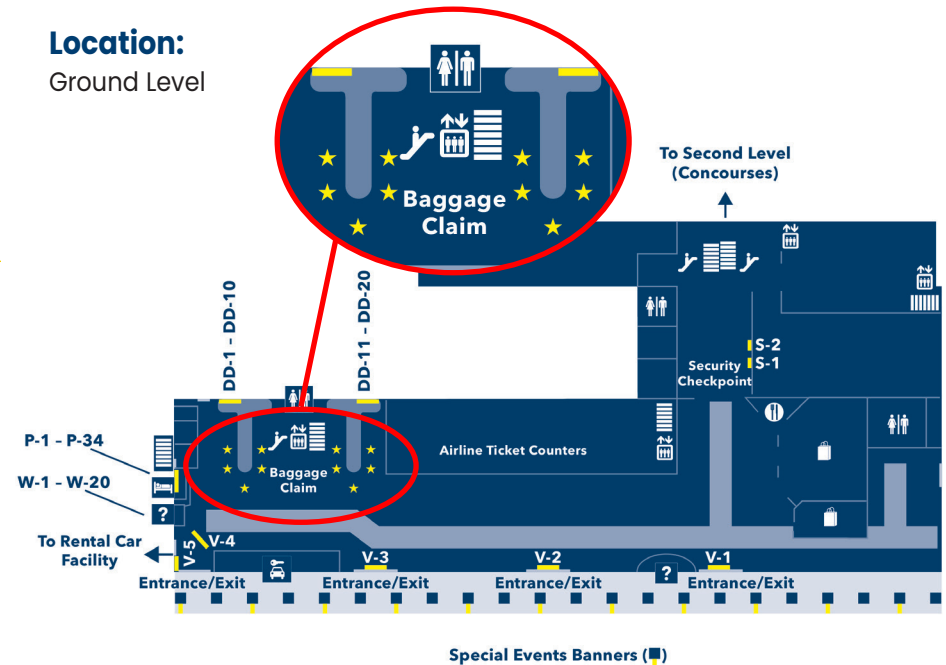 Location:
Ground Level
Baggage
Claim
To Second Level
(Concourses)
DD-1 – DD-10
DD-11 – DD-20
S-2
S-1
Security
Checkpoint
P-1 – P-34
W-1 – W-20
?
Airline Ticket Counters
Baggage
Claim
To Rental Car
Facility
V-5
V-4
V-3
V-2
?
V-1
Entrance/Exit
Entrance/Exit
Entrance/Exit
Entrance/Exit
Special Events Banners ( )